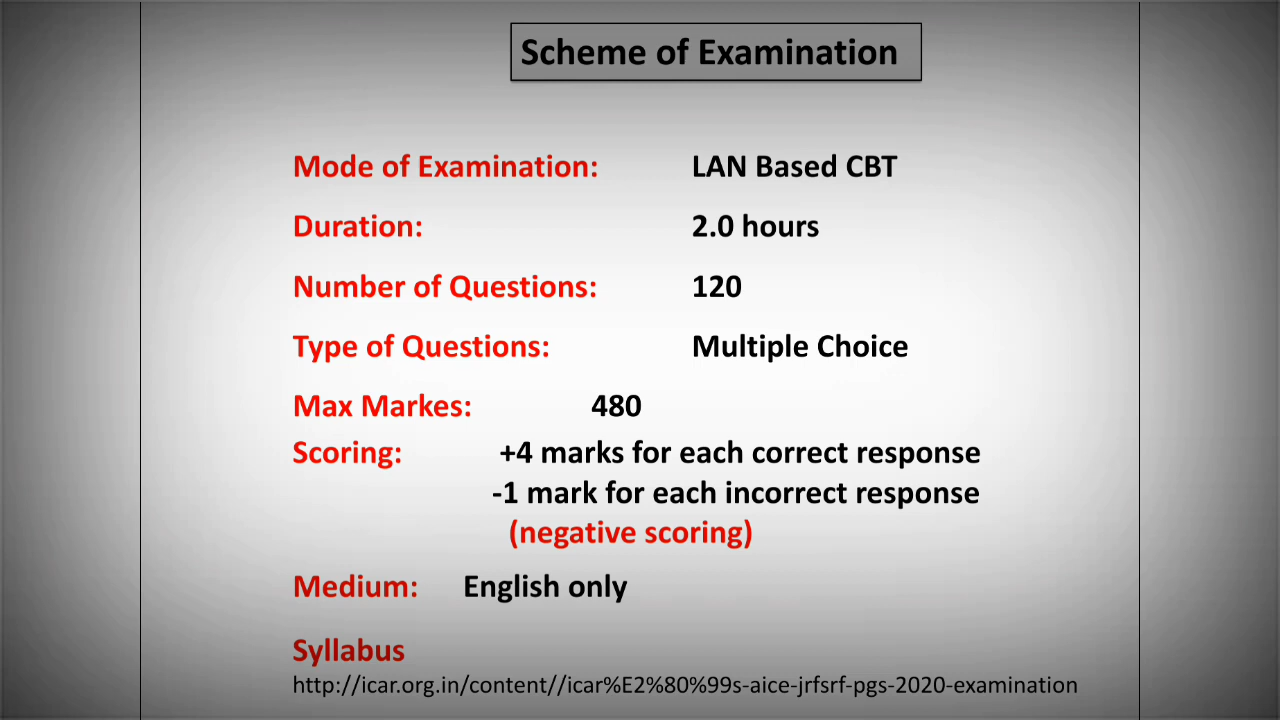 Scheme of Examination
Mode of Examination: LAN Based CBT
Duration: 2.0 hours
Number of Questions: 120
Type of Questions: Multiple Choice
Max Markes: 480
Scoring: +4 marks for each correct response
-1 mark for each incorrect response
(negative scoring)
Medium: English only
Syllabus
http://icar.org.in/content//icar%E2%80%99s-aice-jrfsrf-pgs-2020-examination